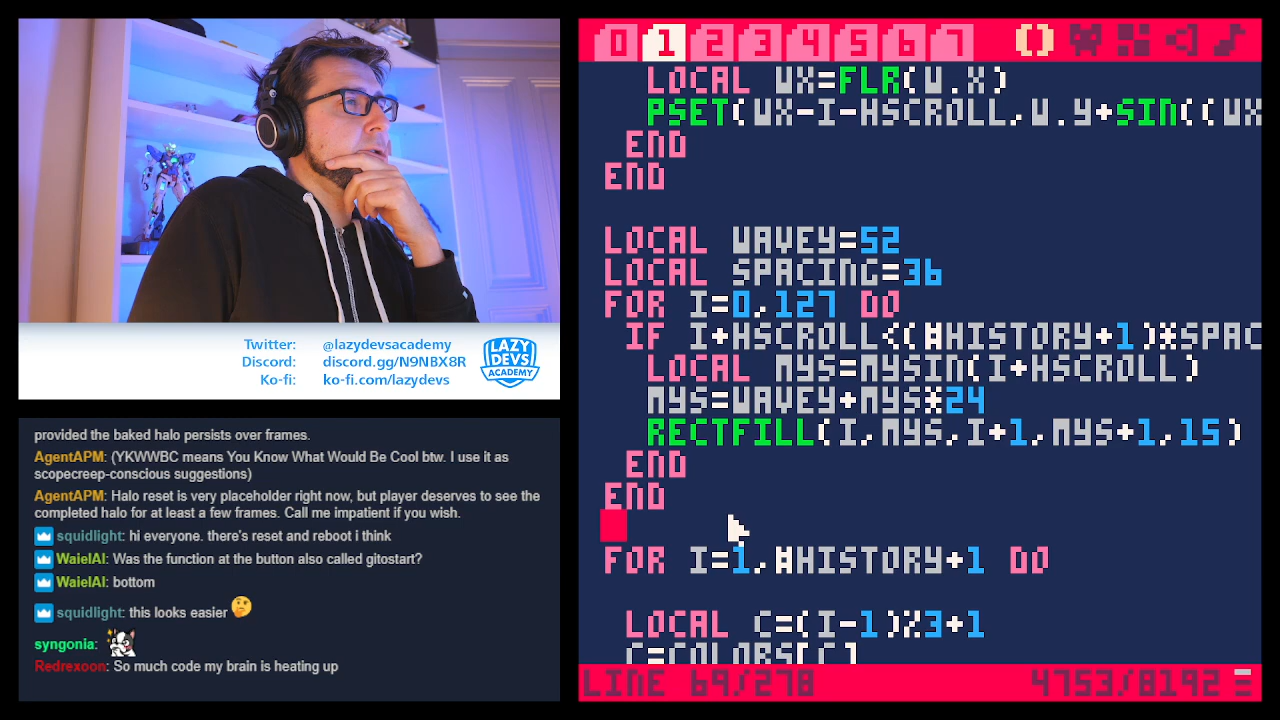 Twitter: @lazydevsacademy
Discord: discord.gg/N9NBX8R
Ko-fi: ko-fi.com/lazydevs
LAZY
DEVS
ACADEMY
provided the baked halo persists over frames.
AgentAPM: (YKWWBC means You Know What Would Be Cool btw. I use it as
scopecreep-conscious suggestions)
AgentAPM: Halo reset is very placeholder right now, but player deserves to see the
completed halo for at least a few frames. Call me impatient if you wish.
squidlight: hi everyone. there's reset and reboot i think
WaielAI: Was the function at the button also called gitostart?
WaielAI: bottom
squidlight: this looks easier
syngonia:
Redrexoon: So much code my brain is heating up
0 1 2 3 4 5 6 7 ()
LOCAL WX=FLR(W.X)
PSET(WX-I-HSCROLL,W.Y+SIN((WX
END
END
LOCAL WAVEY=52
LOCAL SPACING=36
FOR I=0,127 DO
IF I+HSCROLL<(#HISTORY+1)*SPAC
LOCAL MYS=MYSIN(I+HSCROLL)
MYS=WAVEY+MYS*24
RECTFILL(I,MYS,I+1,MYS+1,15)
END
END
FOR I=1,#HISTORY+1 DO
LOCAL C=(I-1)%3+1
C=COLORS[C]
LINE 69/278 4753/8192